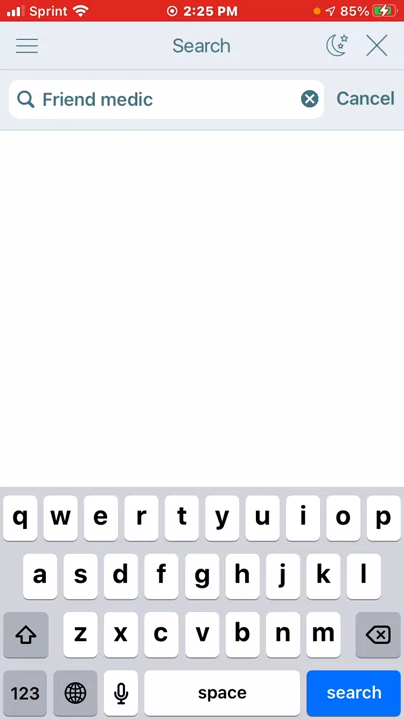 Sprint 2:25 PM 85%
Search
Friend medic Cancel
q w e r t y u i o p
a s d f g h j k l
z x c v b n m
123 space search